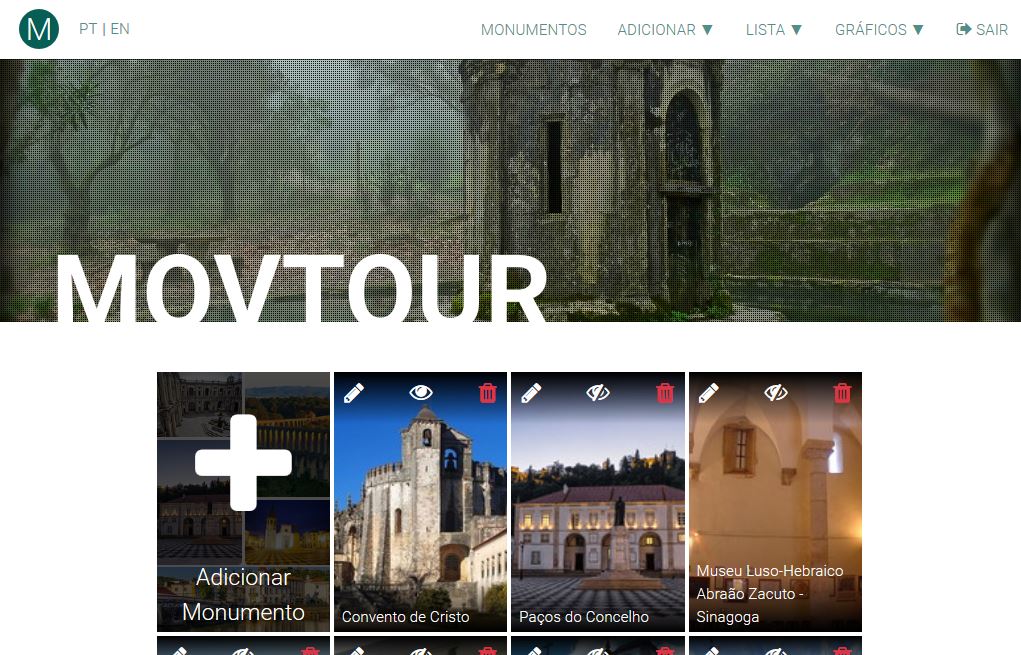 M PT | EN MONUMENTOS ADICIONAR ▼ LISTA ▼ GRÁFICOS ▼ SAIR
MOVTOUR
Adicionar
Monumento
Convento de Cristo
Paços do Concelho
Museu Luso-Hebraico
Abraão Zacuto -
Sinagoga